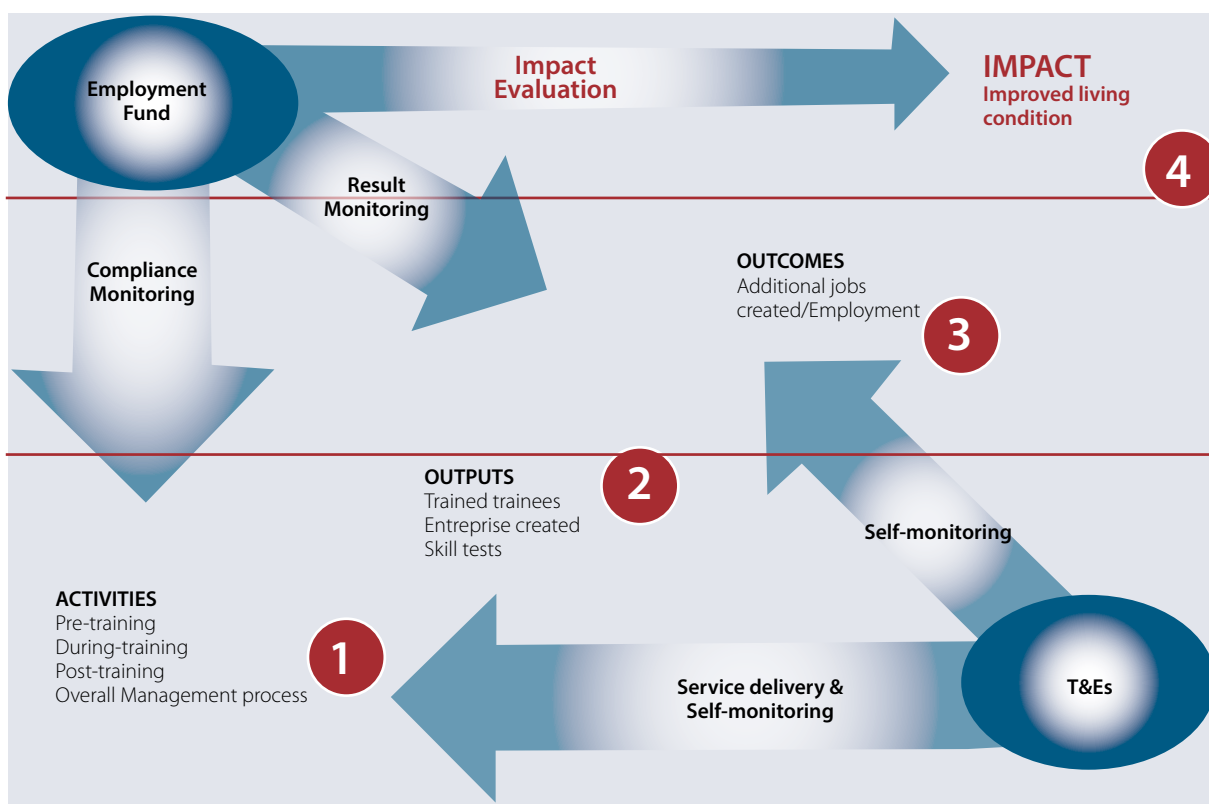 Employment
Fund
Impact
Evaluation
IMPACT
Improved living
condition
4
Result
Monitoring
Compliance
Monitoring
OUTCOMES
Additional jobs
created/Employment
3
OUTPUTS
Trained trainees
Entreprise created
Skill tests
2
Self-monitoring
ACTIVITIES
Pre-training
During-training
Post-training
Overall Management process
1
Service delivery &
Self-monitoring
T&Es